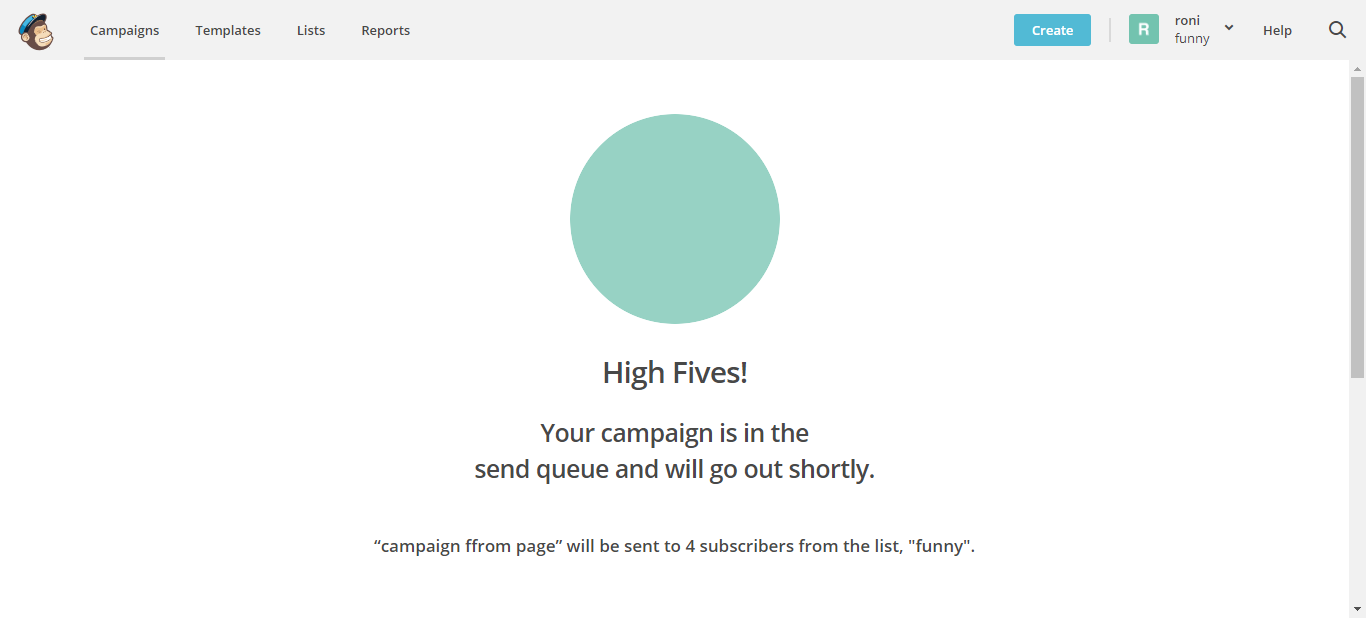 Campaigns
Templates
Lists
Reports
Create
R
roni
funny
Help
High Fives!
Your campaign is in the
send queue and will go out shortly.
“campaign ffrom page” will be sent to 4 subscribers from the list, "funny".